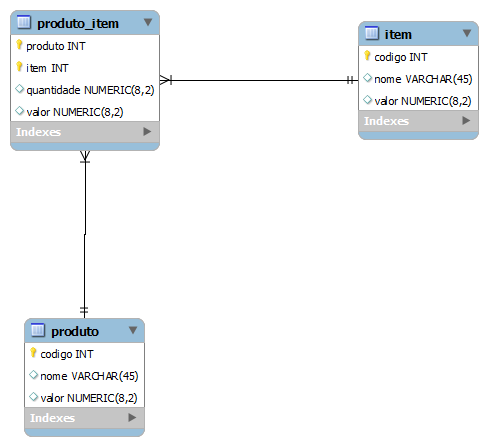 produto_item
produto INT
item INT
quantidade NUMERIC(8,2)
valor NUMERIC(8,2)
Indexes
item
codigo INT
nome VARCHAR(45)
valor NUMERIC(8,2)
Indexes
produto
codigo INT
nome VARCHAR(45)
valor NUMERIC(8,2)
Indexes